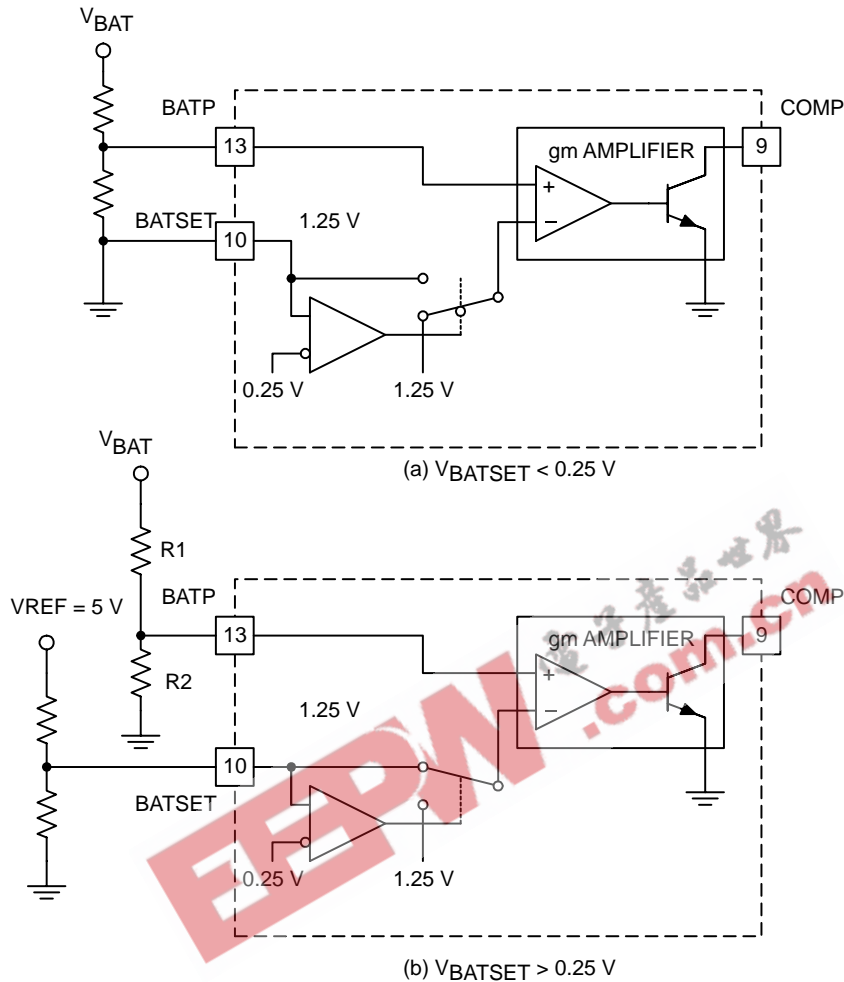 VBAT
BATP
COMP
13
gm AMPLIFIER
9
+
−
BATSET
1.25 V
10
0.25 V
1.25 V
(a) VBATSET < 0.25 V
VBAT
R1
VREF = 5 V
BATP
COMP
13
gm AMPLIFIER
9
R2
+
−
1.25 V
10
BATSET
0.25 V
1.25 V
(b) VBATSET > 0.25 V
電子產品世界
EEPW.com.cn